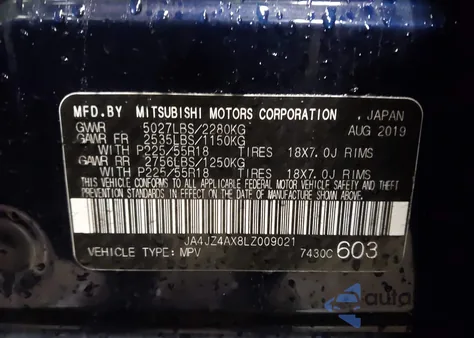 MFD.BY MITSUBISHI MOTORS CORPORATION , JAPAN
GVWR 5027LBS/2280KG AUG 2019
GAWR FR 2535LBS/1150KG
WITH P225/55R18 TIRES 18X7.0J RIMS
GAWR RR 2756LBS/1250KG
WITH P225/55R18 TIRES 18X7.0J RIMS
THIS VEHICLE CONFORMS TO ALL APPLICABLE FEDERAL MOTOR VEHICLE SAFETY AND THEFT
PREVENTION STANDARDS IN EFFECT ON THE DATE OF MANUFACTURE SHOWN ABOVE.
JA4JZ4AX8LZ009021
VEHICLE TYPE: MPV 7430C 603
auto